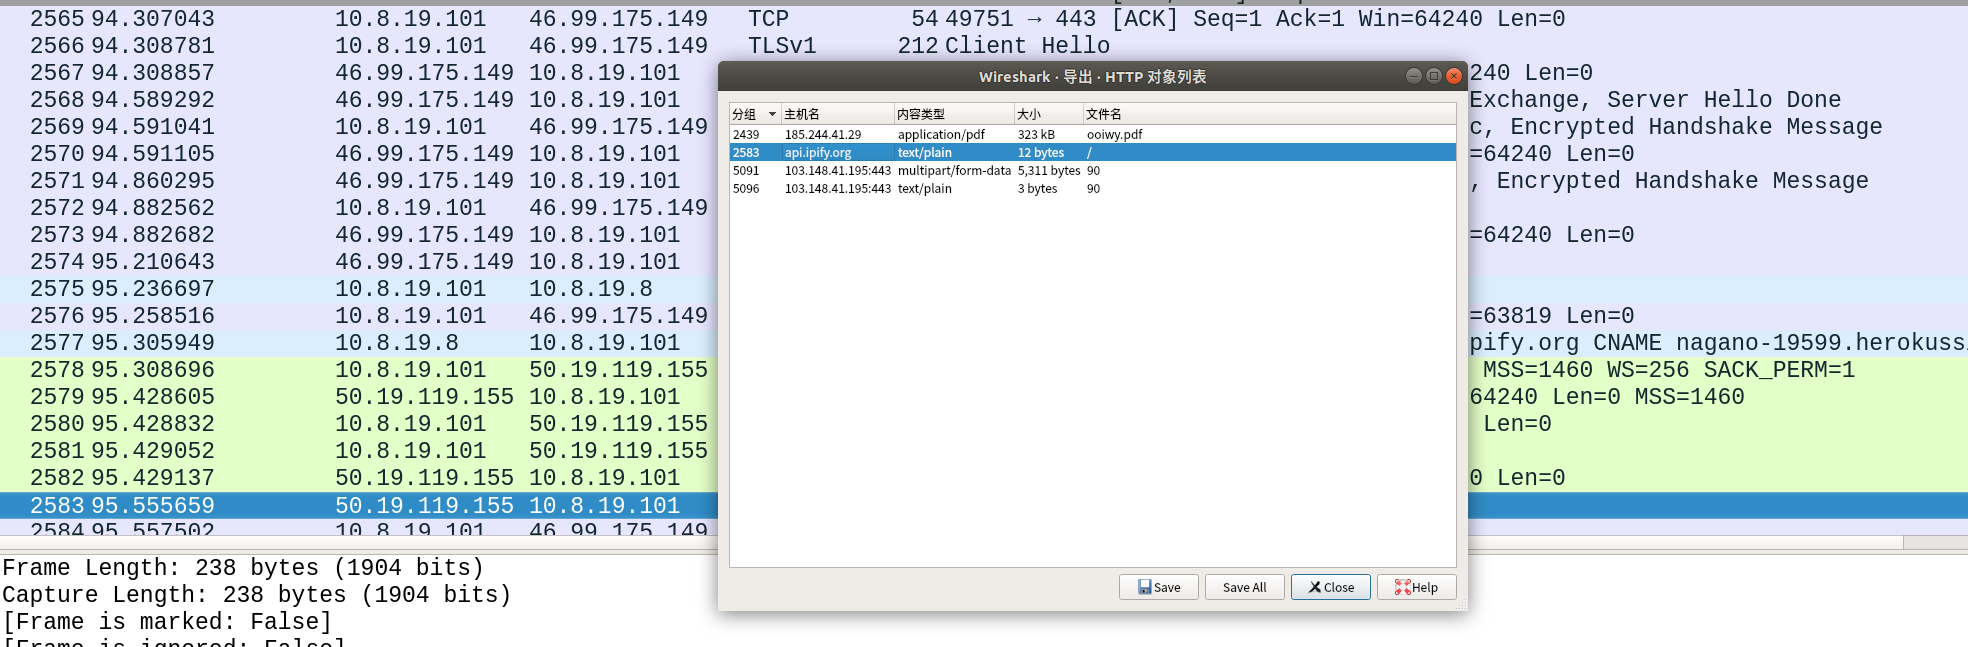 2565 94.307043 10.8.19.101 46.99.175.149 TCP 54 49751 → 443 [ACK] Seq=1 Ack=1 Win=64240 Len=0
2566 94.308781 10.8.19.101 46.99.175.149 TLSv1 212 Client Hello
2567 94.308857 46.99.175.149 10.8.19.101 240 Len=0
2568 94.589292 46.99.175.149 10.8.19.101 Exchange, Server Hello Done
2569 94.591041 10.8.19.101 46.99.175.149 c, Encrypted Handshake Message
2570 94.591105 46.99.175.149 10.8.19.101 =64240 Len=0
2571 94.860295 46.99.175.149 10.8.19.101 , Encrypted Handshake Message
2572 94.882562 10.8.19.101 46.99.175.149
2573 94.882682 46.99.175.149 10.8.19.101 =64240 Len=0
2574 95.210643 46.99.175.149 10.8.19.101
2575 95.236697 10.8.19.101 10.8.19.8
2576 95.258516 10.8.19.101 46.99.175.149 =63819 Len=0
2577 95.305949 10.8.19.8 10.8.19.101 pify.org CNAME nagano-19599.herokuss
2578 95.308696 10.8.19.101 50.19.119.155 MSS=1460 WS=256 SACK_PERM=1
2579 95.428605 50.19.119.155 10.8.19.101 64240 Len=0 MSS=1460
2580 95.428832 10.8.19.101 50.19.119.155 Len=0
2581 95.429052 10.8.19.101 50.19.119.155
2582 95.429137 50.19.119.155 10.8.19.101 0 Len=0
2583 95.555659 50.19.119.155 10.8.19.101
2584 95.557502 10.8.19.101 46.99.175.149
Frame Length: 238 bytes (1904 bits)
Capture Length: 238 bytes (1904 bits)
[Frame is marked: False]
[Frame is ignored: False]
Wireshark · 导出 · HTTP 对象列表
分组 主机名 内容类型 大小 文件名
2439 185.244.41.29 application/pdf 323 kB ooiwy.pdf
2583 api.ipify.org text/plain 12 bytes /
5091 103.148.41.195:443 multipart/form-data 5,311 bytes 90
5096 103.148.41.195:443 text/plain 3 bytes 90
Save Save All Close Help